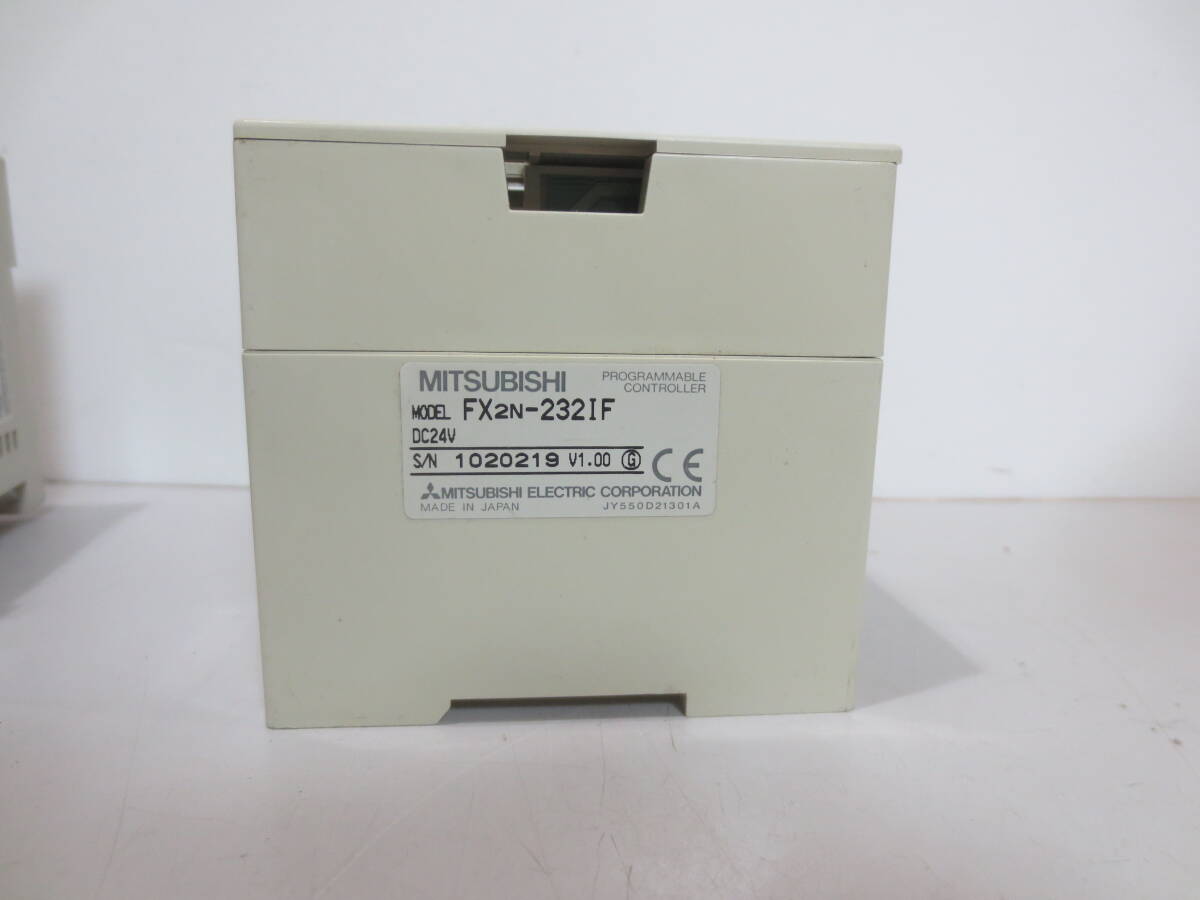 MITSUBISHI
PROGRAMMABLE
CONTROLLER
MODEL FX2N-232IF
DC24V
S/N 1020219 V1.00 G CE
MITSUBISHI ELECTRIC CORPORATION
MADE IN JAPAN JY550D21301A